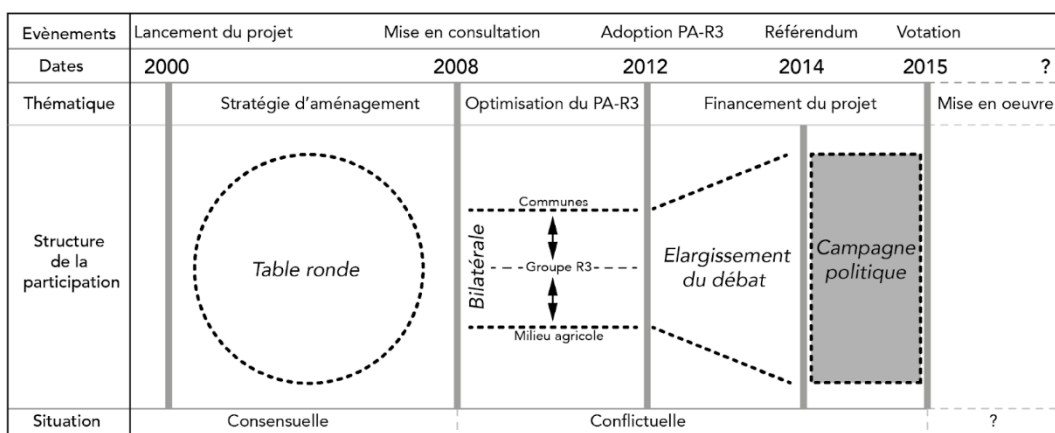 Evènements Lancement du projet Mise en consultation Adoption PA-R3 Référendum Votation
Dates 2000 2008 2012 2014 2015 ?
Thématique Stratégie d'aménagement Optimisation du PA-R3 Financement du projet Mise en oeuvre
Structure
de la
participation
Table ronde
Bilatérale
Communes
Groupe R3
Milieu agricole
Elargissement
du débat
Campagne
politique
Situation Consensuelle Conflictuelle ?